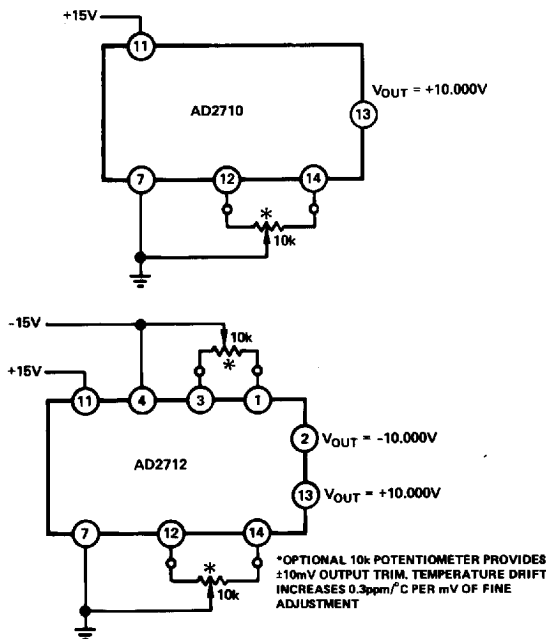 +15V
11
AD2710
VOUT = +10.000V
13
7
12
14
*
10k
-15V
10k
*
+15V
11
4
3
1
2
VOUT = -10.000V
AD2712
13
VOUT = +10.000V
7
12
14
*
10k
*OPTIONAL 10k POTENTIOMETER PROVIDES
±10mV OUTPUT TRIM. TEMPERATURE DRIFT
INCREASES 0.3ppm/°C PER mV OF FINE
ADJUSTMENT